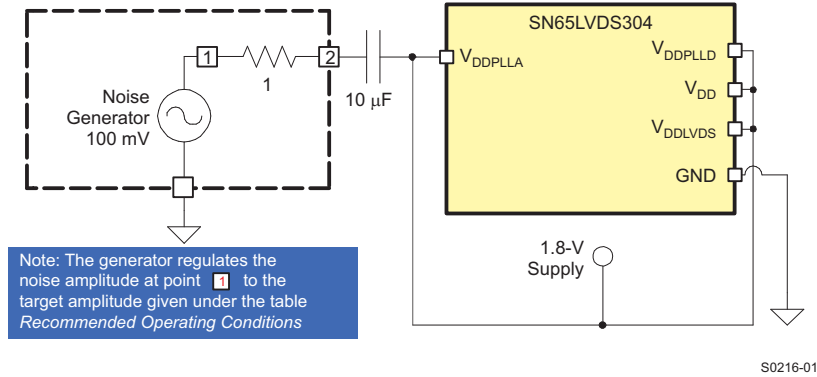 SN65LVDS304
1
2
VDDPLLA
VDDPLLD
1
10 μF
VDD
Noise
Generator
100 mV
VDDLVDS
GND
1.8-V
Supply
Note: The generator regulates the
noise amplitude at point 1 to the
target amplitude given under the table
Recommended Operating Conditions
S0216-01